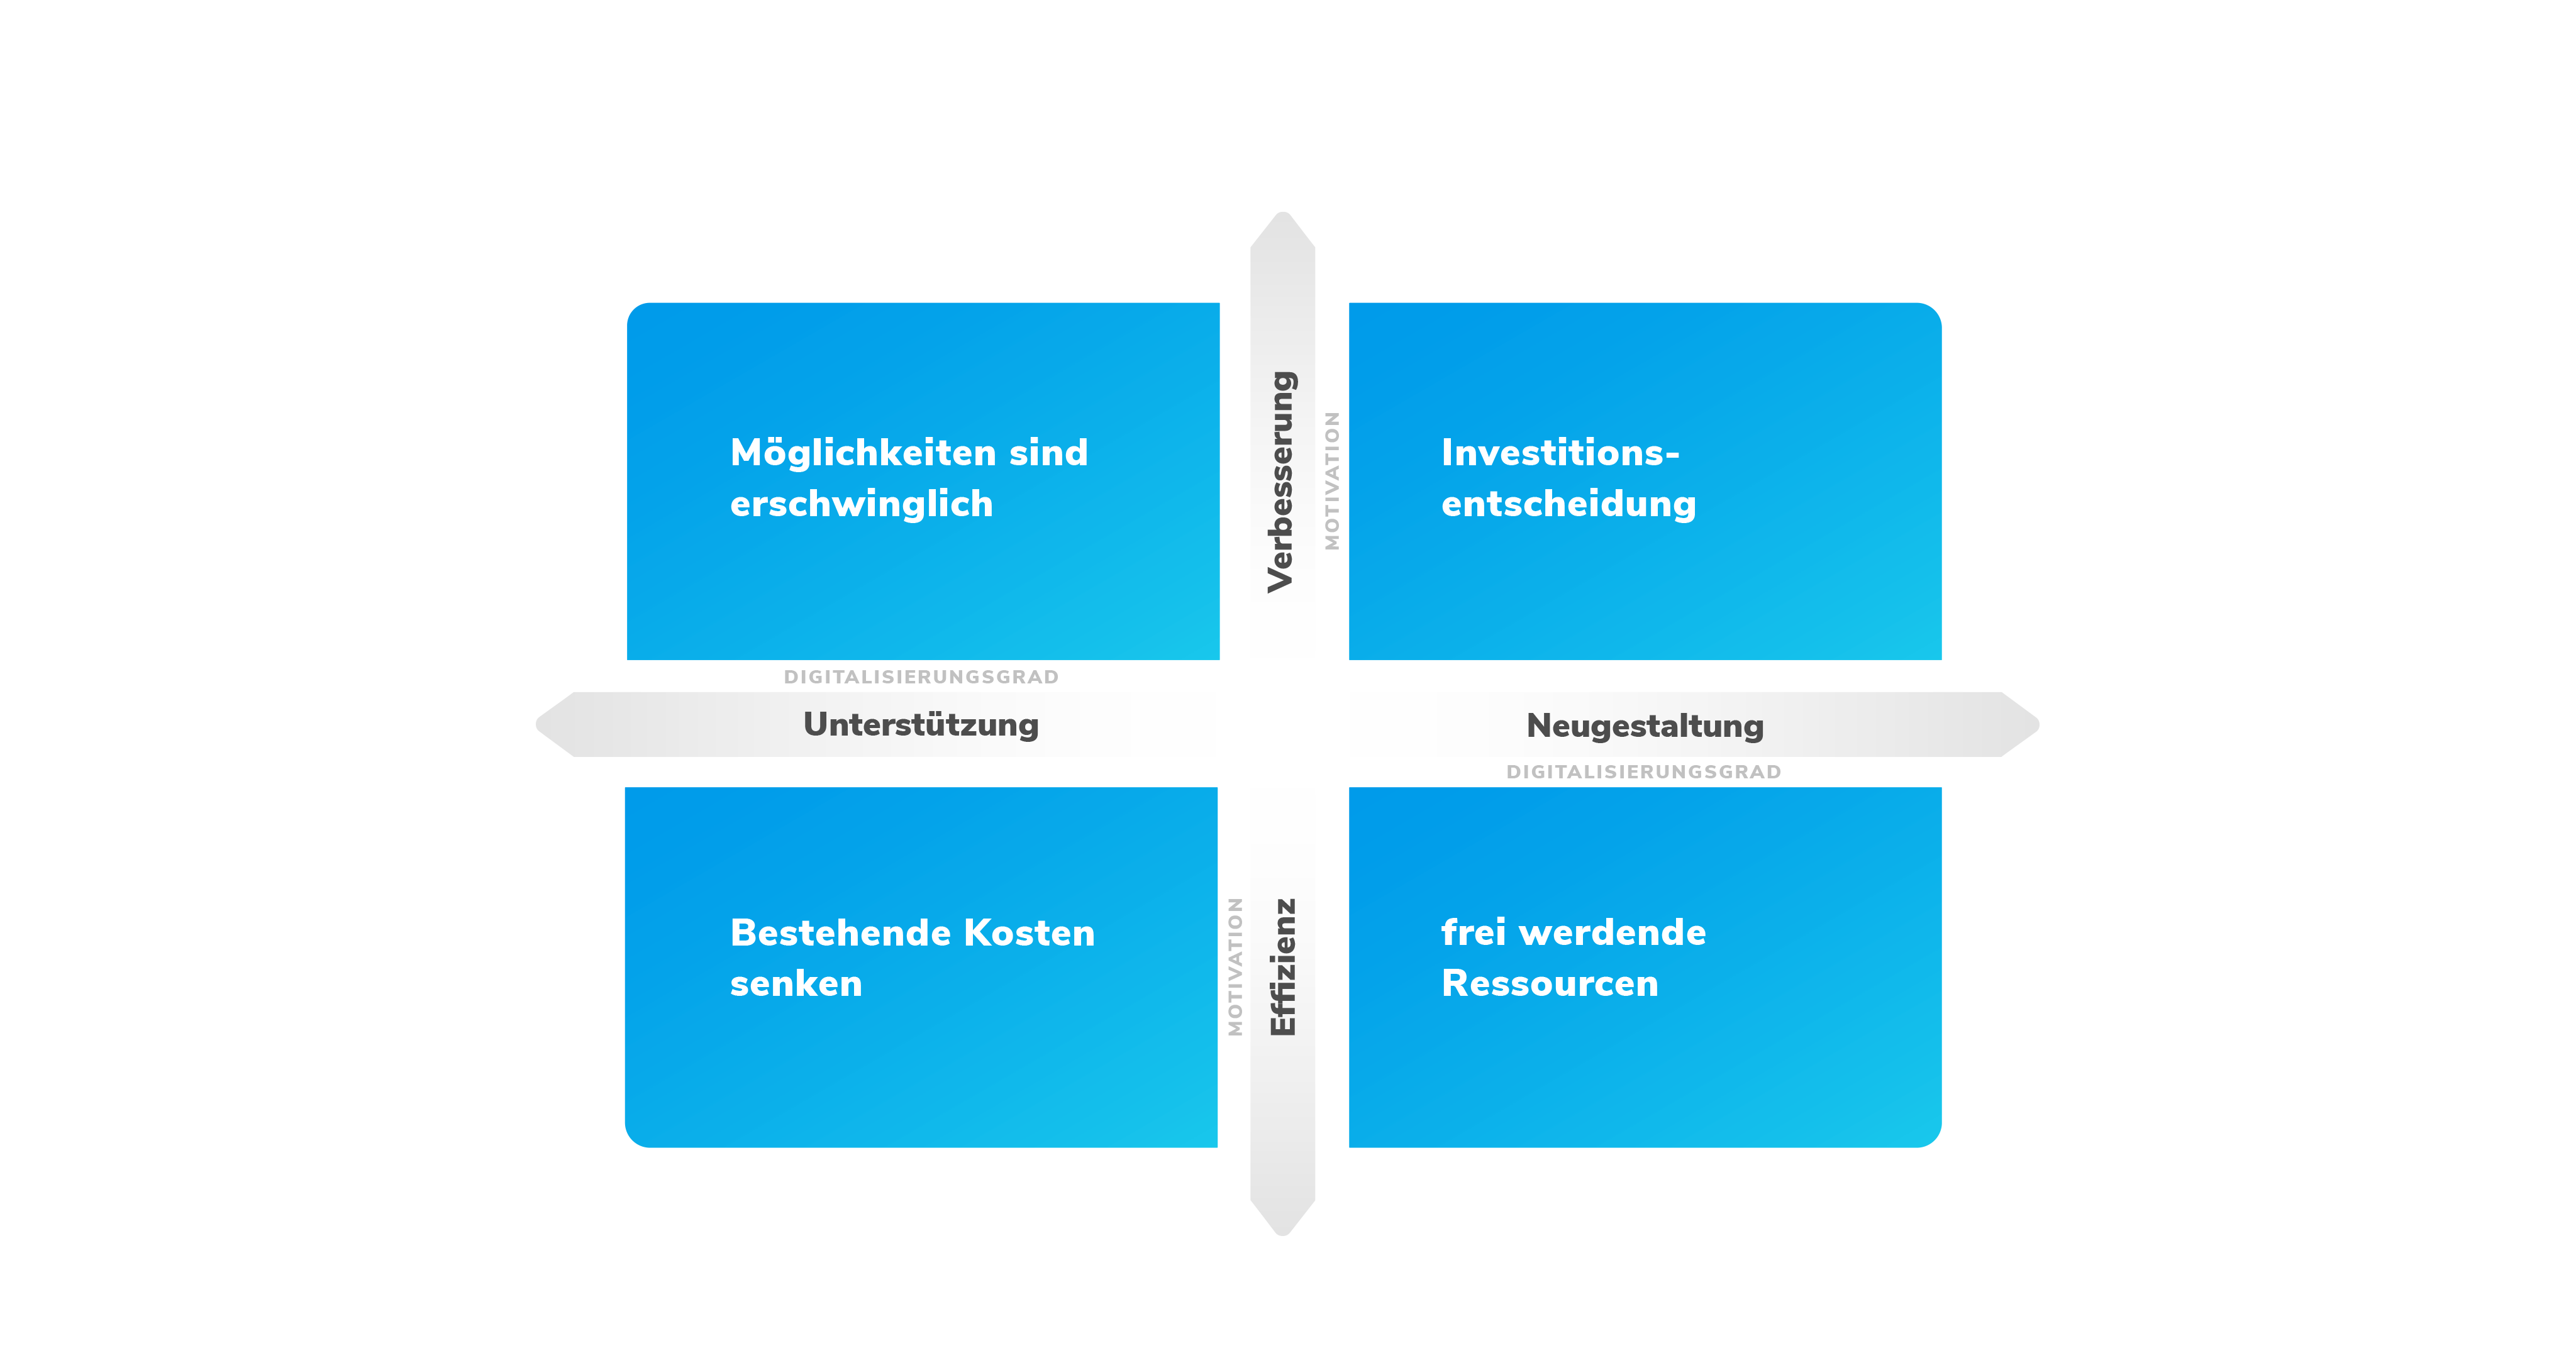 Möglichkeiten sind
erschwinglich
Verbesserung
MOTIVATION
Investitions-
entscheidung
DIGITALISIERUNGSGRAD
Unterstützung
Neugestaltung
DIGITALISIERUNGSGRAD
Bestehende Kosten
senken
MOTIVATION
Effizienz
frei werdende
Ressourcen